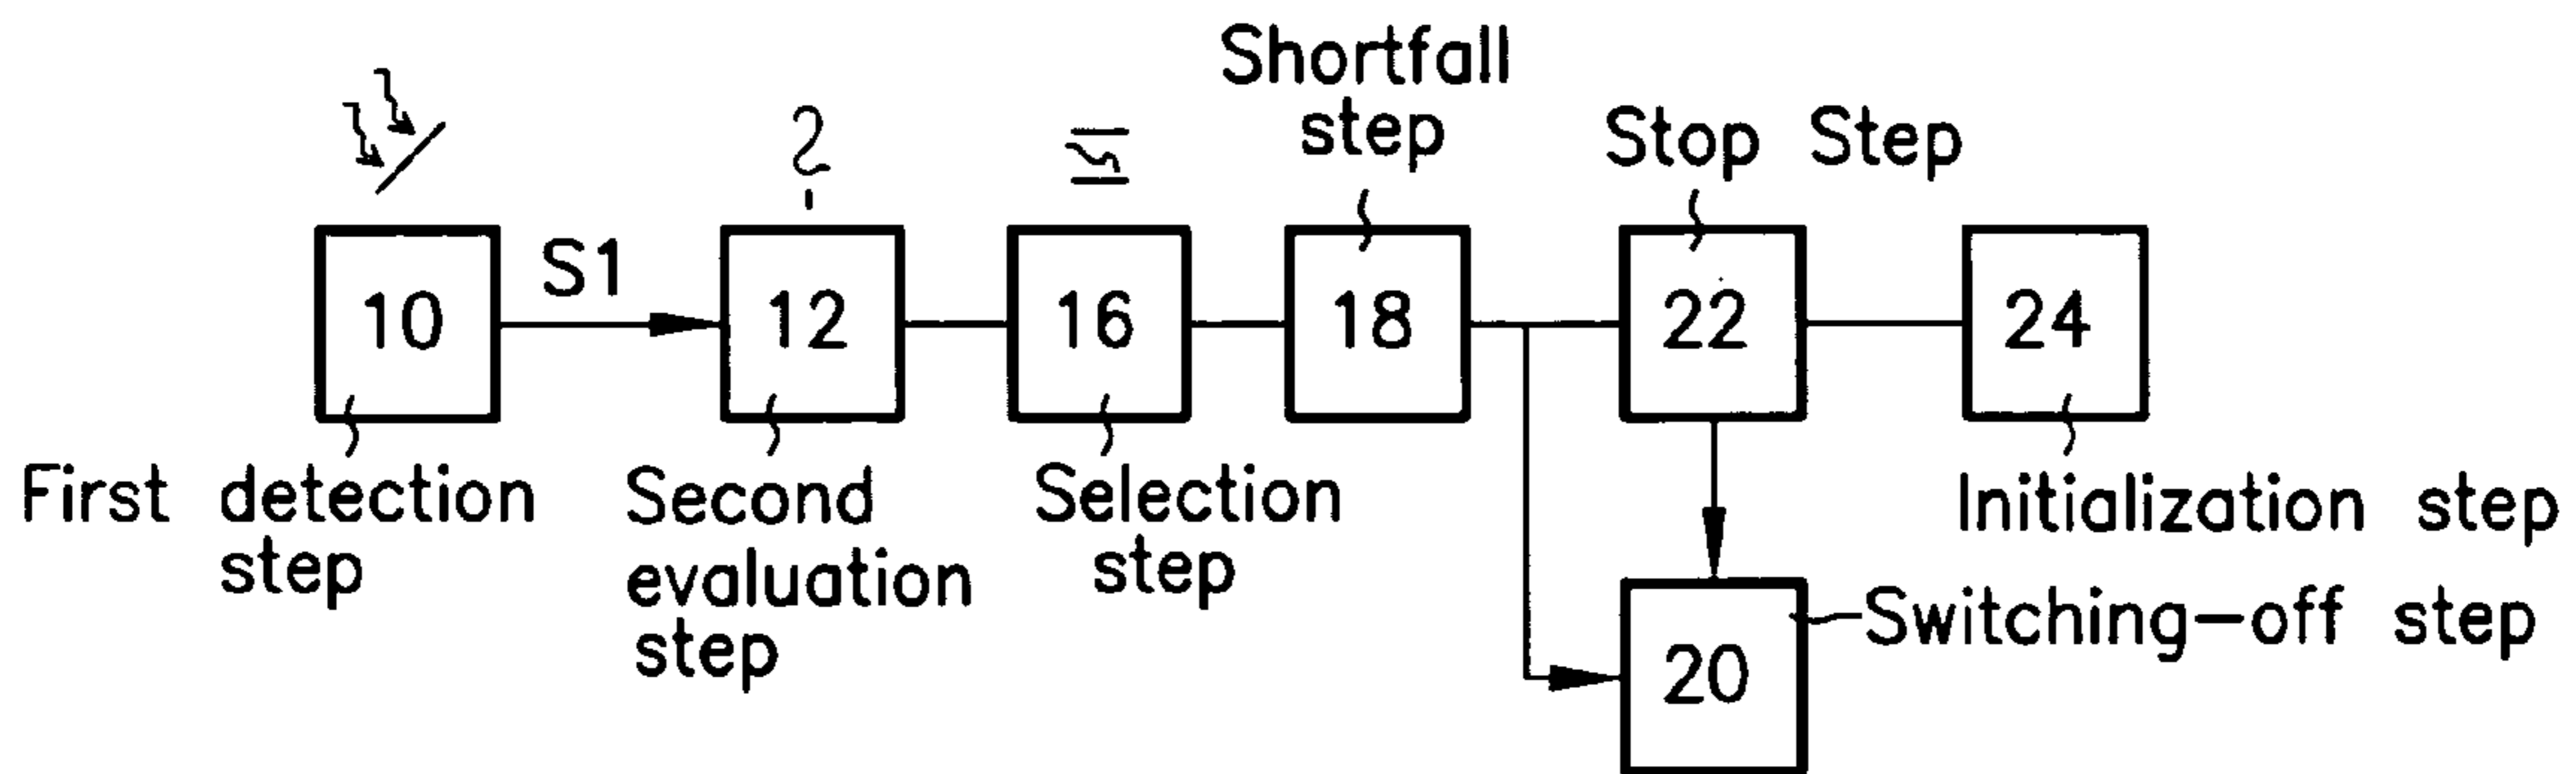 Shortfall
step
Stop Step
S1
10
12
16
18
22
24
First detection
step
Second
evaluation
step
Selection
step
Initialization step
Switching-off step
20